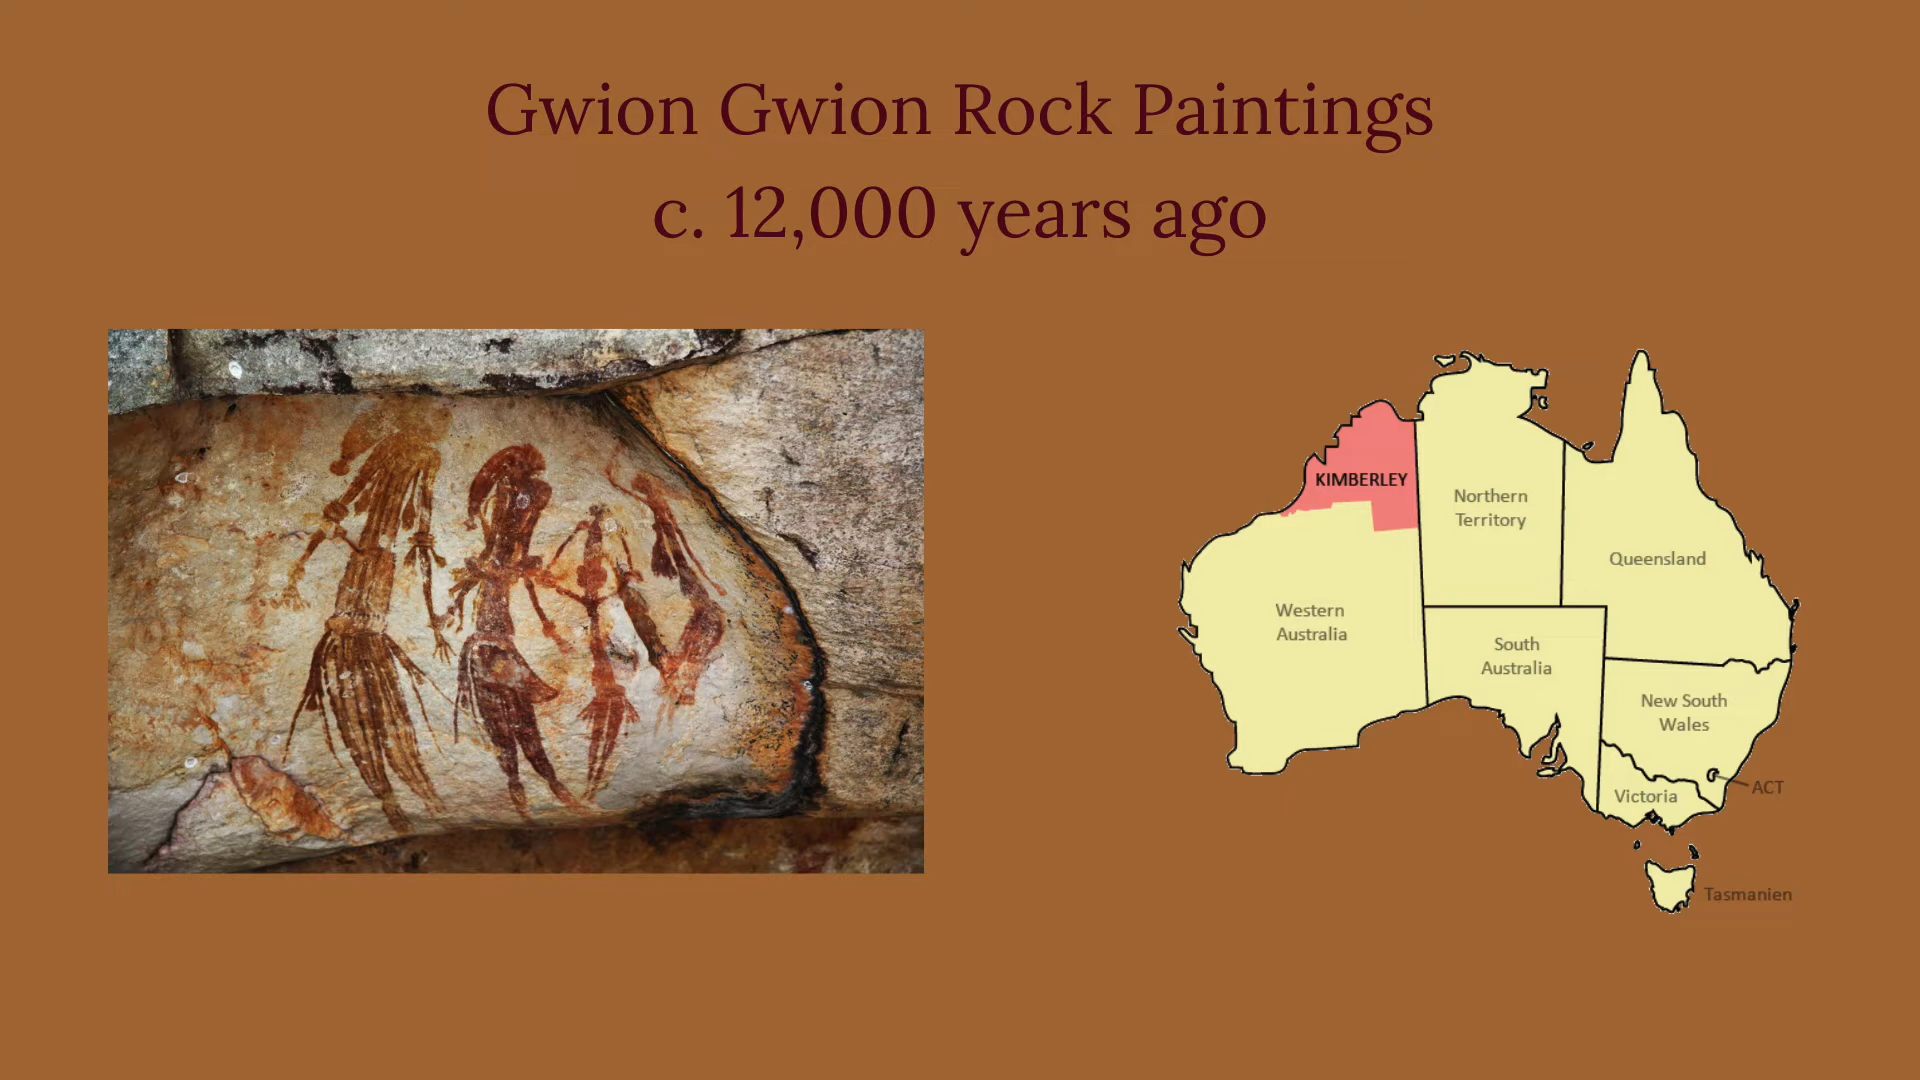 Gwion Gwion Rock Paintings
c. 12,000 years ago
KIMBERLEY
Northern
Territory
Queensland
Western
Australia
South
Australia
New South
Wales
ACT
Victoria
Tasmanien